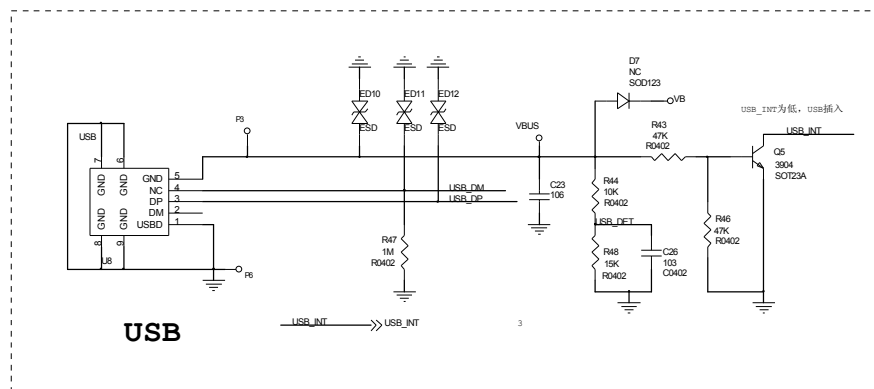 D7
NC
SOD123
VB
ED10
ED11
ED12
ESD
ESD
ESD
P3
VBUS
USB_INT为低，USB插入
USB_INT
R43
47K
R0402
Q5
3904
SOT23A
USB
7
6
GND
GND
GND
5
NC
4
DP
3
DM
2
USBD
1
GND
GND
8
9
U8
P6
USB_DM
USB_DP
C23
106
R44
10K
R0402
USB_DET
R48
15K
R0402
C26
103
C0402
R46
47K
R0402
R47
1M
R0402
USB
USB_INT
USB_INT
3